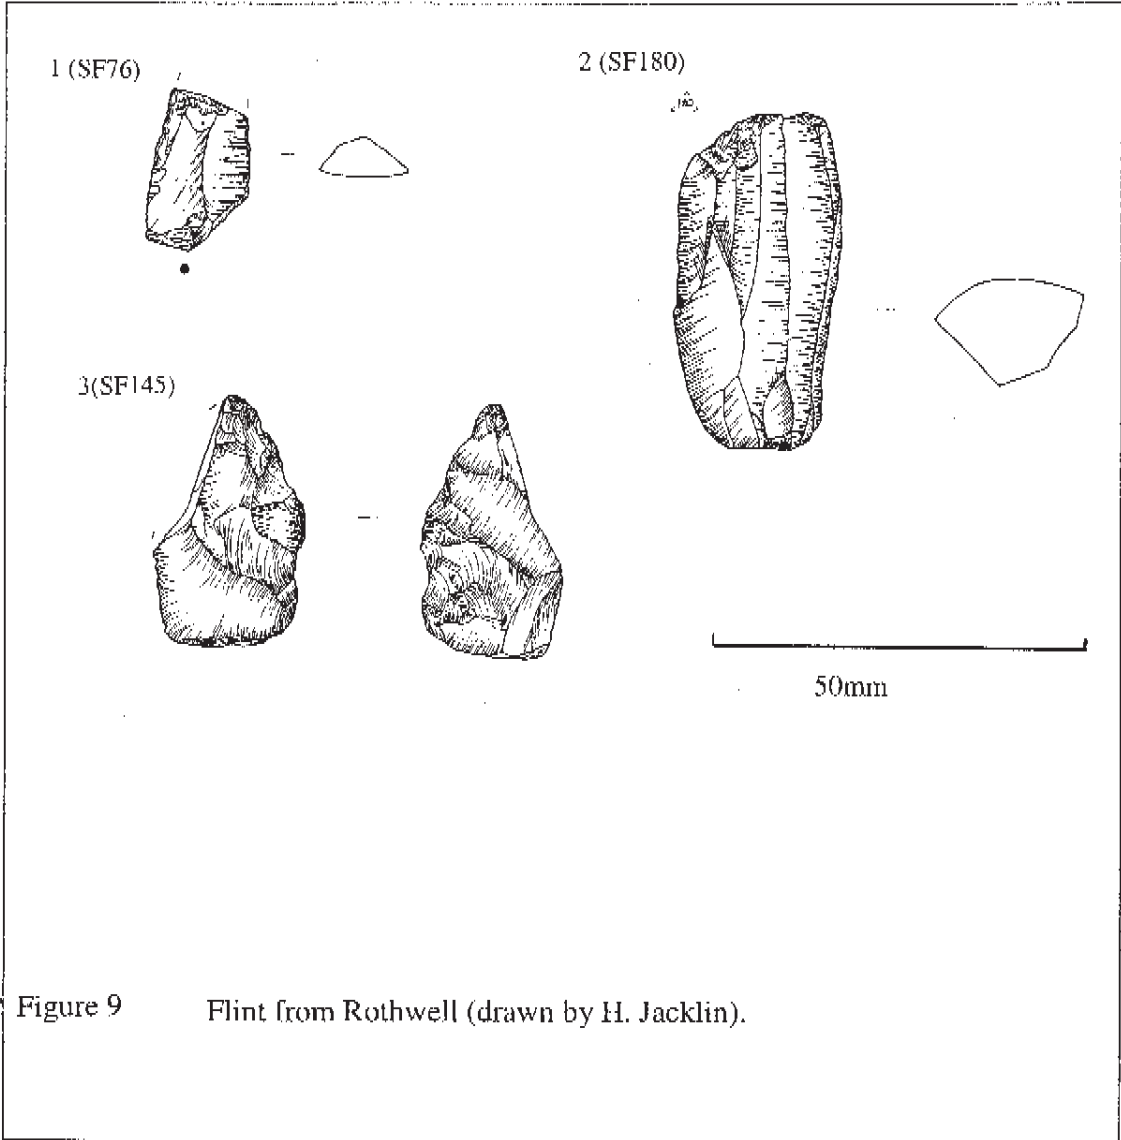 1 (SF76)
2 (SF180)
3(SF145)
50mm
Figure 9 Flint from Rothwell (drawn by H. Jacklin).